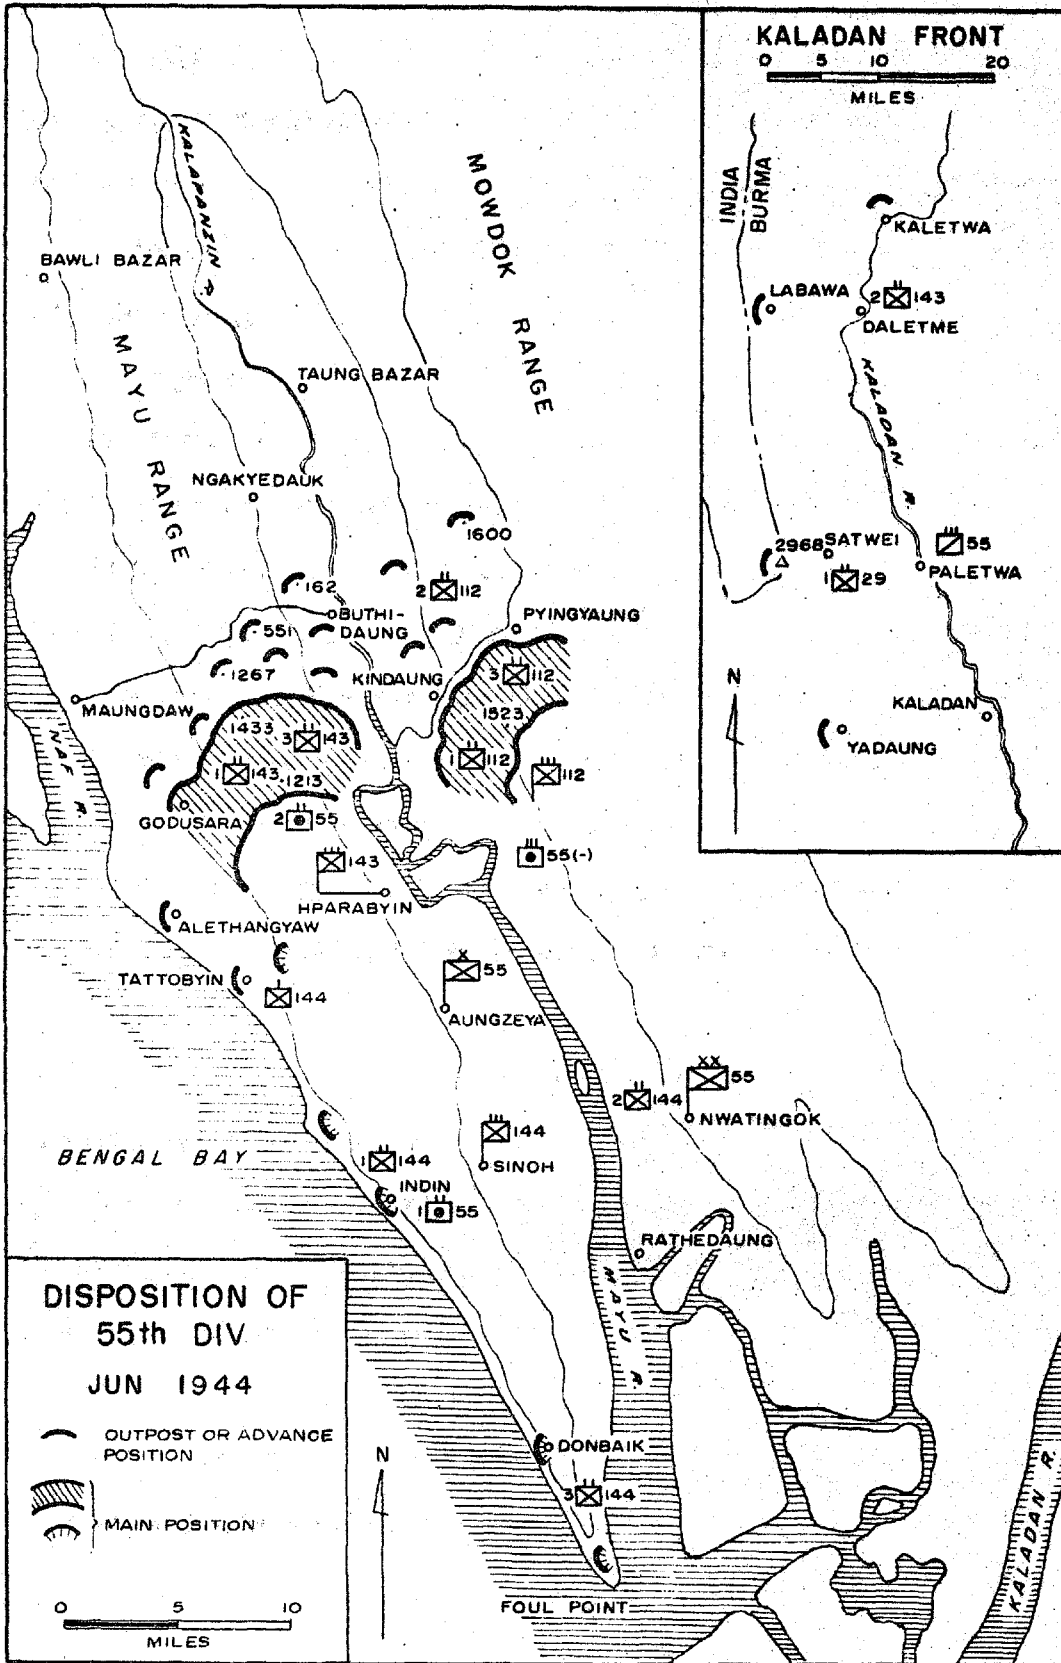 KALADAN FRONT
0 5 10 20
MILES
INDIA
BURMA
KALETWA
LABAWA
2 143
DALETME
KALADAN R.
2968 SATWEI
55
1 29
PALETWA
N
KALADAN
YADAUNG
KALAPANZIN R.
MOWDOK RANGE
BAWLI BAZAR
MAYU RANGE
TAUNG BAZAR
NGAKYEDAUK
1600
162
2 112
BUTHI-
DAUNG
PYINGYAUNG
551
1267
KINDAUNG
3 112
MAUNGDAW
1523
1433
3 143
NAF R.
1 143
1213
1 112
112
GODUSARA
2 55
143
55(-)
HPARABYIN
ALETHANGYAW
TATTOBYIN
144
X
55
AUNGZEYA
XX
55
2 144
NWATINGOK
144
SINOH
BENGAL BAY
1 144
INDIN
1 55
RATHEDAUNG
MAYU R.
DONBAIK
3 144
FOUL POINT
KALADAN R.
DISPOSITION OF
55th DIV
JUN 1944
OUTPOST OR ADVANCE
POSITION
MAIN POSITION
N
0 5 10
MILES